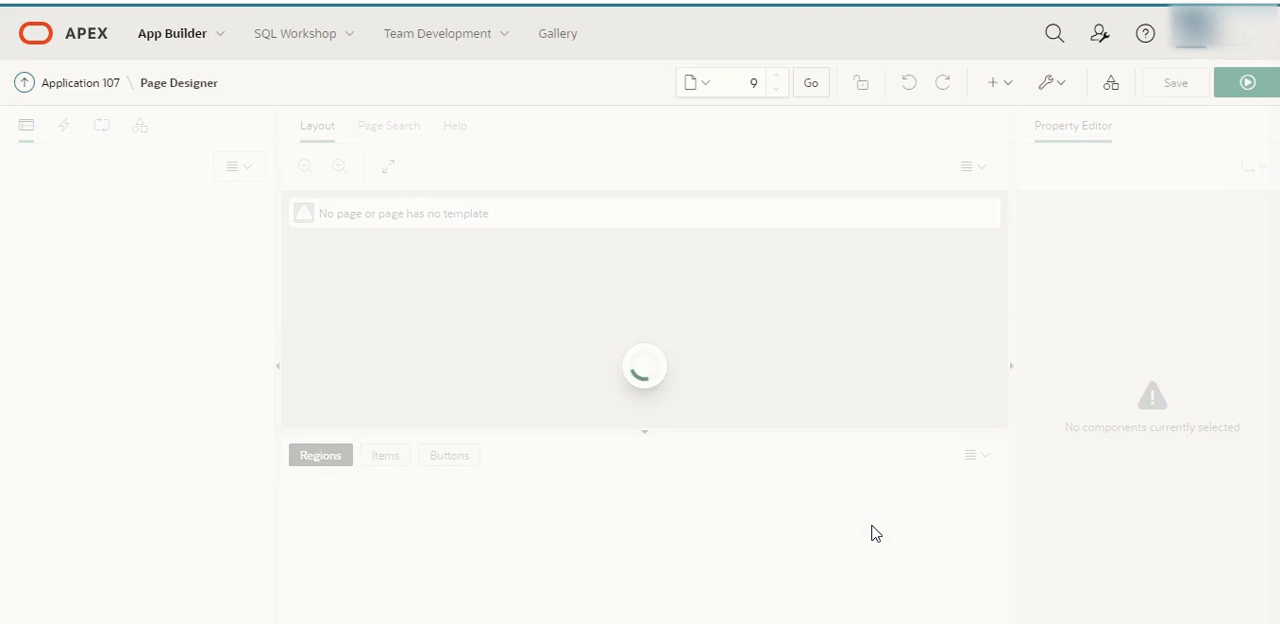 APEX App Builder SQL Workshop Team Development Gallery
Application 107 \ Page Designer 9 Go Save
Layout Page Search Help Property Editor
No page or page has no template
No components currently selected
Regions Items Buttons